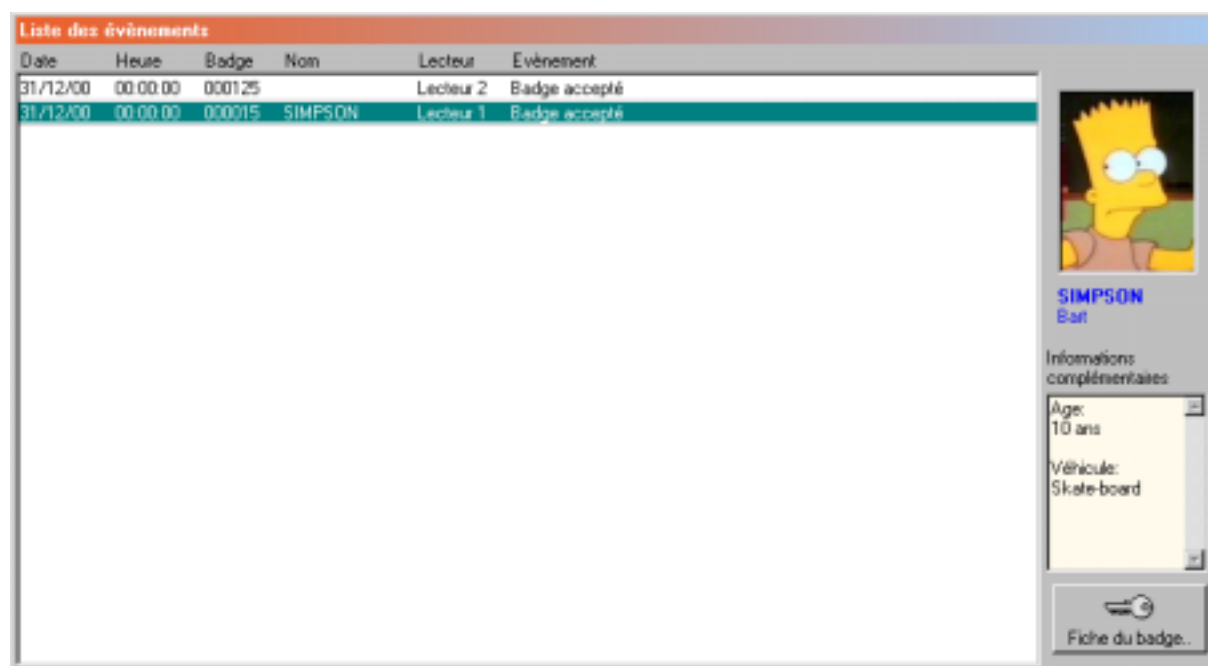 Liste des évènements
Date Heure Badge Nom Lecteur Evènement
31/12/00 00:00:00 000125 Lecteur 2 Badge accepté
31/12/00 00:00:00 000015 SIMPSON Lecteur 1 Badge accepté
SIMPSON
Bart
Informations
complémentaires
Age:
10 ans
Véhicule:
Skate-board
Fiche du badge..